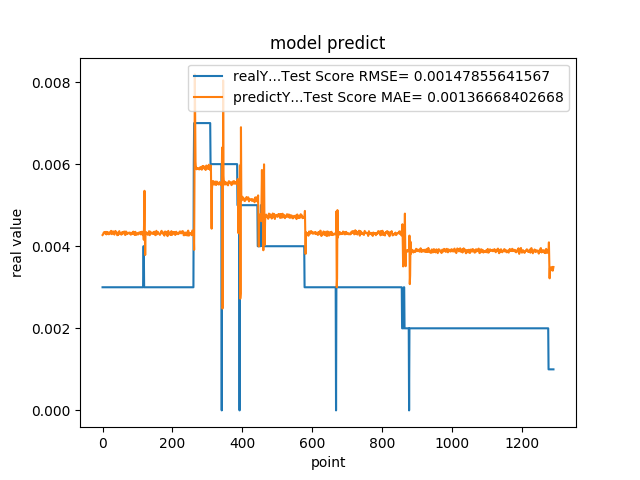 model predict
realY...Test Score RMSE= 0.00147855641567
predictY...Test Score MAE= 0.00136668402668
0.008
0.006
0.004
0.002
0.000
real value
0 200 400 600 800 1000 1200
point